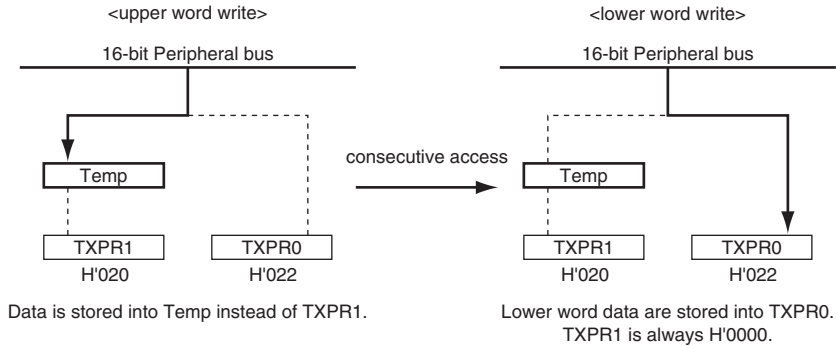 <upper word write>
16-bit Peripheral bus
Temp
TXPR1
TXPR0
H'020
H'022
Data is stored into Temp instead of TXPR1.
consecutive access
<lower word write>
16-bit Peripheral bus
Temp
TXPR1
TXPR0
H'020
H'022
Lower word data are stored into TXPR0.
TXPR1 is always H'0000.